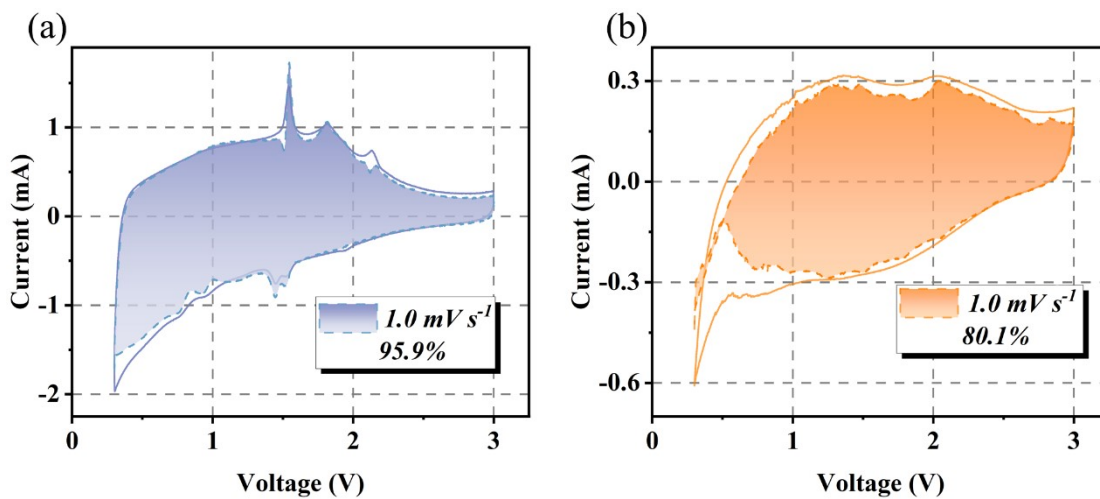 (a)
Current (mA)
1
0
-1
-2
1.0 mV s⁻¹
95.9%
0
1
2
3
Voltage (V)
(b)
Current (mA)
0.3
0.0
-0.3
-0.6
1.0 mV s⁻¹
80.1%
0
1
2
3
Voltage (V)